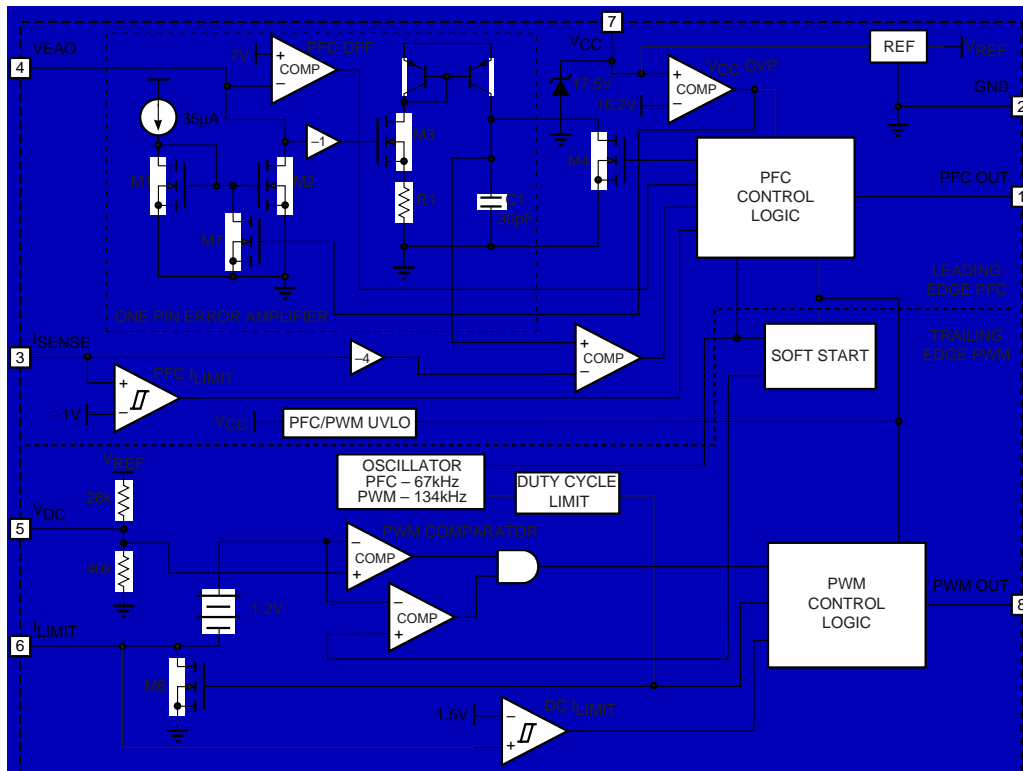 7
VEAO
4
7V
PFC OFF
+
COMP
–
VCC
17.5V
VCC OVP
+
COMP
–
16.2V
REF
VREF
GND
2
35µA
–1
M3
M4
PFC
CONTROL
LOGIC
PFC OUT
1
M1
M2
R1
C1
30pF
M7
LEADING
EDGE PFC
ONE PIN ERROR AMPLIFIER
+
COMP
–
TRAILING
EDGE PWM
SOFT START
ISENSE
3
–4
PFC-ILIMIT
+
–
–1V
VCC
PFC/PWM UVLO
VREF
OSCILLATOR
PFC – 67kHz
PWM – 134kHz
DUTY CYCLE
LIMIT
26k
VDC
5
PWM COMPARATOR
–
COMP
+
40k
1.2V
–
COMP
+
PWM
CONTROL
LOGIC
PWM OUT
8
ILIMIT
6
M6
DC-ILIMIT
1.5V
–
+